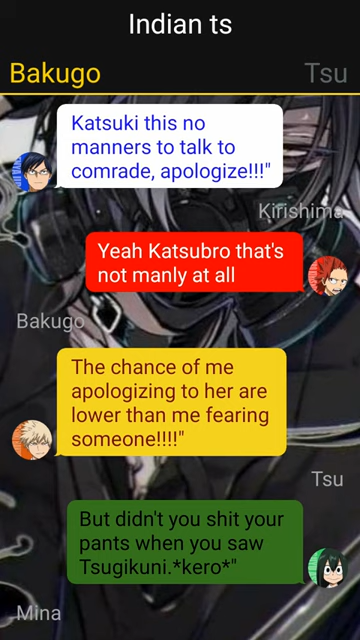 Indian ts
Bakugo Tsu
Katsuki this no
manners to talk to
comrade, apologize!!!"
Kirishima
Yeah Katsubro that's
not manly at all
Bakugo
The chance of me
apologizing to her are
lower than me fearing
someone!!!!"
Tsu
But didn't you shit your
pants when you saw
Tsugikuni.*kero*"
Mina